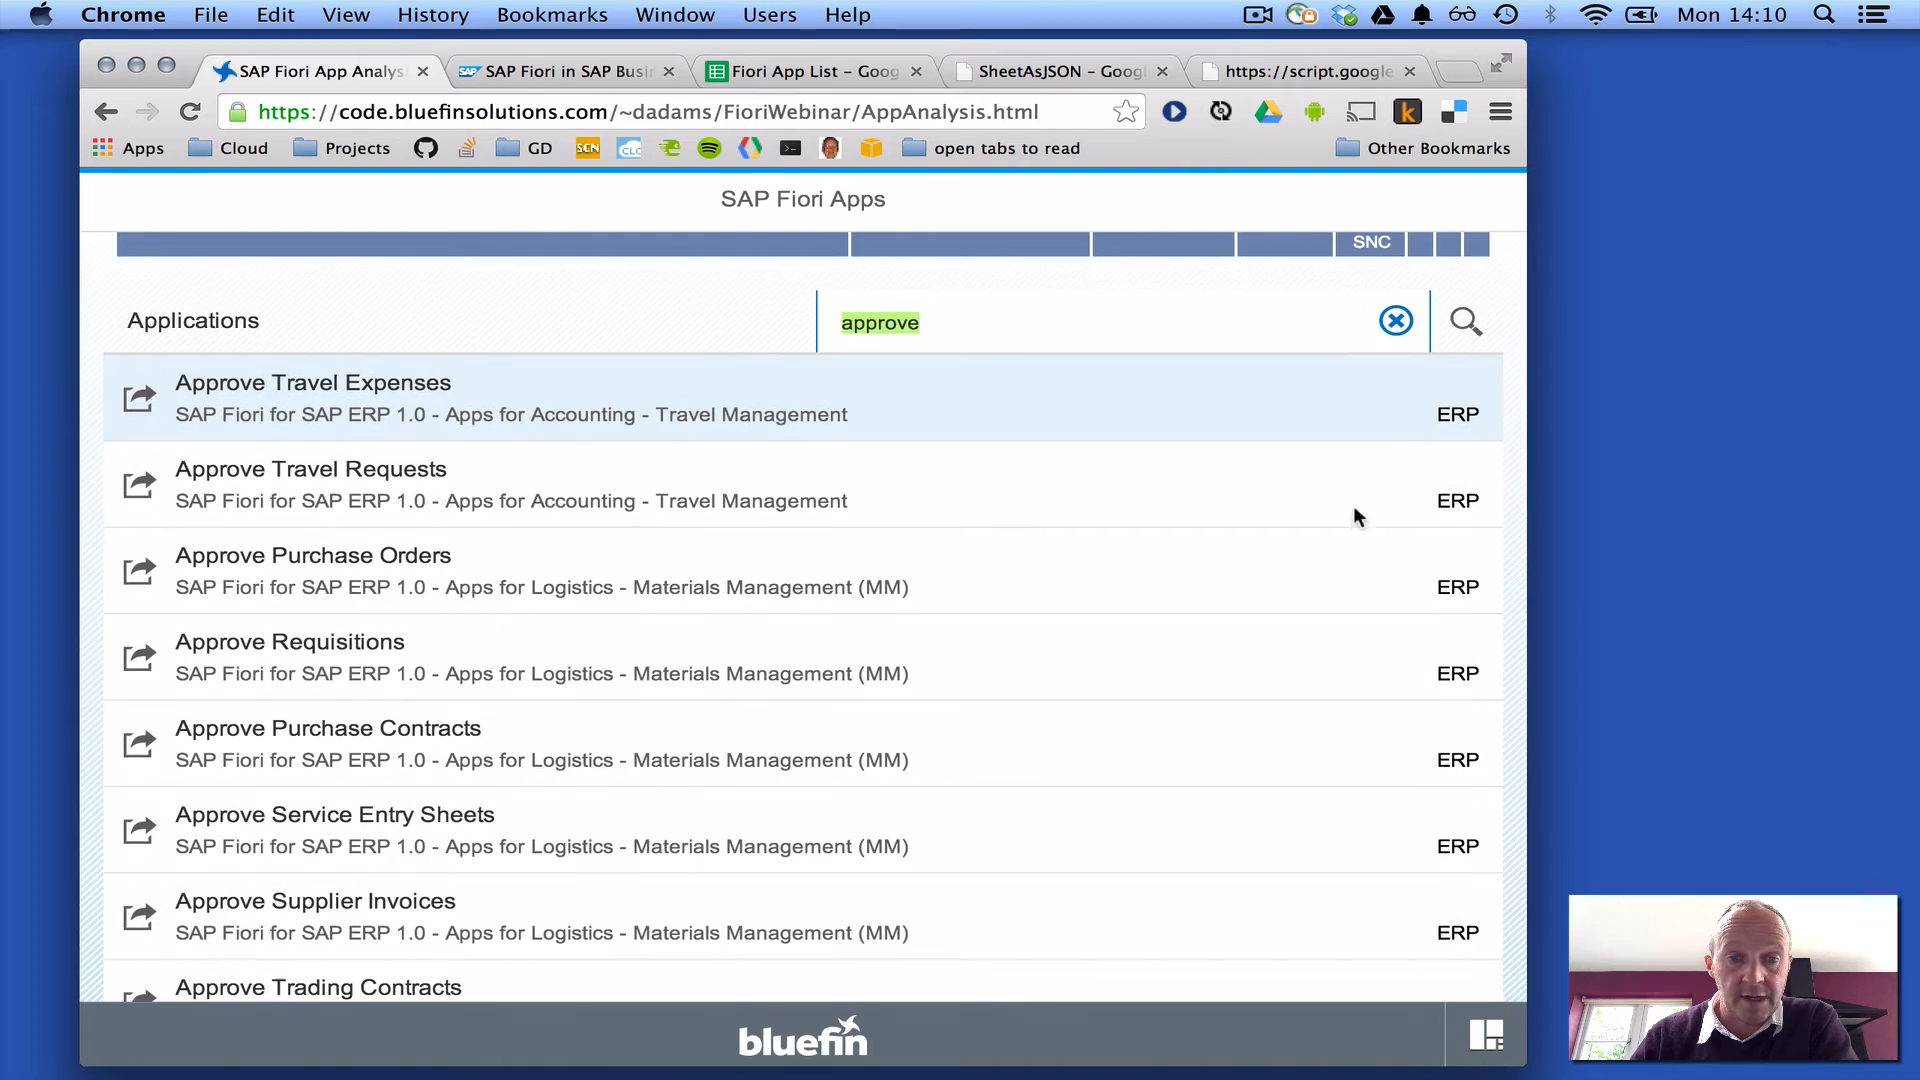 Chrome File Edit View History Bookmarks Window Users Help Mon 14:10
SAP Fiori App Analys SAP Fiori in SAP Busi Fiori App List – Goog SheetAsJSON – Googl https://script.google
https://code.bluefinsolutions.com/~dadams/FioriWebinar/AppAnalysis.html
Apps Cloud Projects GD SCN open tabs to read Other Bookmarks
SAP Fiori Apps
SNC
Applications approve
Approve Travel Expenses
SAP Fiori for SAP ERP 1.0 - Apps for Accounting - Travel Management ERP
Approve Travel Requests
SAP Fiori for SAP ERP 1.0 - Apps for Accounting - Travel Management ERP
Approve Purchase Orders
SAP Fiori for SAP ERP 1.0 - Apps for Logistics - Materials Management (MM) ERP
Approve Requisitions
SAP Fiori for SAP ERP 1.0 - Apps for Logistics - Materials Management (MM) ERP
Approve Purchase Contracts
SAP Fiori for SAP ERP 1.0 - Apps for Logistics - Materials Management (MM) ERP
Approve Service Entry Sheets
SAP Fiori for SAP ERP 1.0 - Apps for Logistics - Materials Management (MM) ERP
Approve Supplier Invoices
SAP Fiori for SAP ERP 1.0 - Apps for Logistics - Materials Management (MM) ERP
Approve Trading Contracts
bluefin